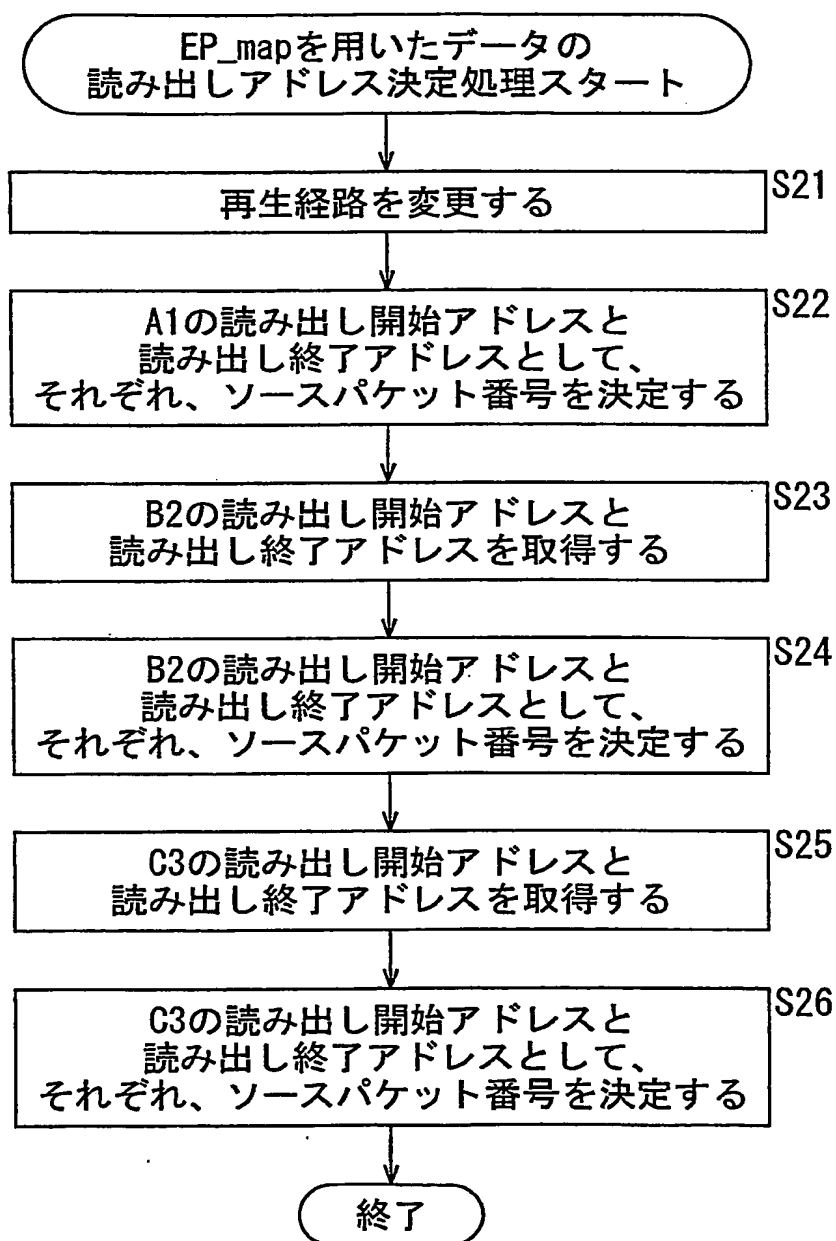 EP_mapを用いたデータの
読み出しアドレス決定処理スタート
S21
再生経路を変更する
S22
A1の読み出し開始アドレスと
読み出し終了アドレスとして、
それぞれ、ソースパケット番号を決定する
S23
B2の読み出し開始アドレスと
読み出し終了アドレスを取得する
S24
B2の読み出し開始アドレスと
読み出し終了アドレスとして、
それぞれ、ソースパケット番号を決定する
S25
C3の読み出し開始アドレスと
読み出し終了アドレスを取得する
S26
C3の読み出し開始アドレスと
読み出し終了アドレスとして、
それぞれ、ソースパケット番号を決定する
終了